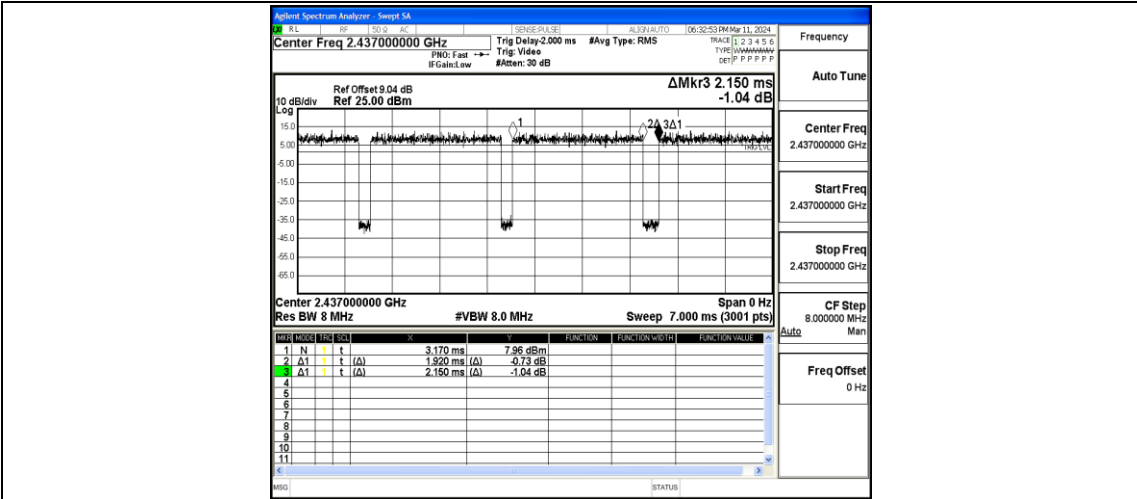 Agilent Spectrum Analyzer - Swept SA
RL RF 50 Ω AC SENSE:PULSE ALIGN AUTO 06:32:53 PM Mar 11, 2024
Center Freq 2.437000000 GHz
PNO: Fast
IFGain:Low
Trig Delay-2.000 ms
Trig: Video
#Atten: 30 dB
#Avg Type: RMS
TRACE 1 2 3 4 5 6
TYPE
DET P P P P P P
Frequency
Auto Tune
Center Freq
2.437000000 GHz
Start Freq
2.437000000 GHz
Stop Freq
2.437000000 GHz
CF Step
8.000000 MHz
Auto Man
Freq Offset
0 Hz
ΔMkr3 2.150 ms
-1.04 dB
Ref Offset 9.04 dB
10 dB/div Ref 25.00 dBm
Log
15.0
5.00
-5.00
-15.0
-25.0
-35.0
-45.0
-55.0
-65.0
1
2Δ 3Δ1
TRIG LVL
Center 2.437000000 GHz Span 0 Hz
Res BW 8 MHz #VBW 8.0 MHz Sweep 7.000 ms (3001 pts)
MKR MODE TRC SCL X Y FUNCTION FUNCTION WIDTH FUNCTION VALUE
1 N 1 t 3.170 ms 7.96 dBm
2 Δ1 1 t (Δ) 1.920 ms (Δ) -0.73 dB
3 Δ1 1 t (Δ) 2.150 ms (Δ) -1.04 dB
4
5
6
7
8
9
10
11
MSG STATUS